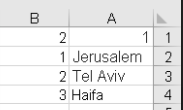 B A
2 1 1
1 Jerusalem 2
2 Tel Aviv 3
3 Haifa 4